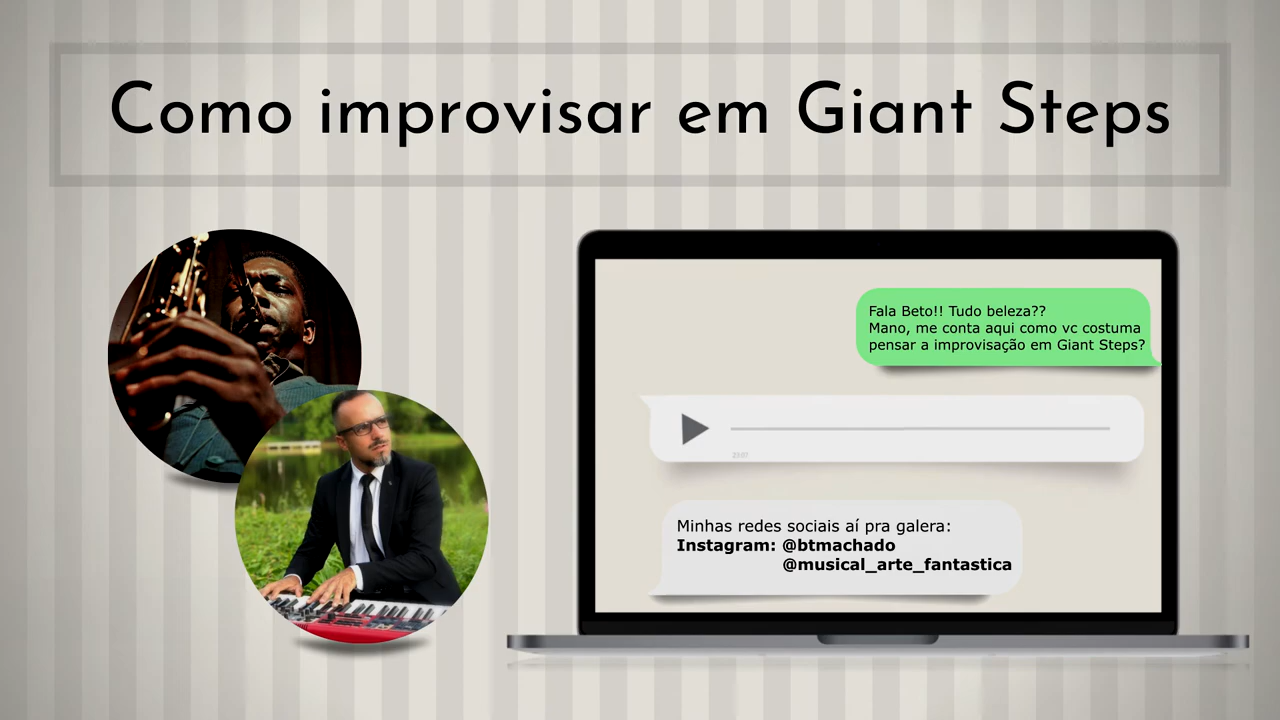 Como improvisar em Giant Steps
Fala Beto!! Tudo beleza??
Mano, me conta aqui como vc costuma
pensar a improvisação em Giant Steps?
Minhas redes sociais aí pra galera:
Instagram: @btmachado
@musical_arte_fantastica